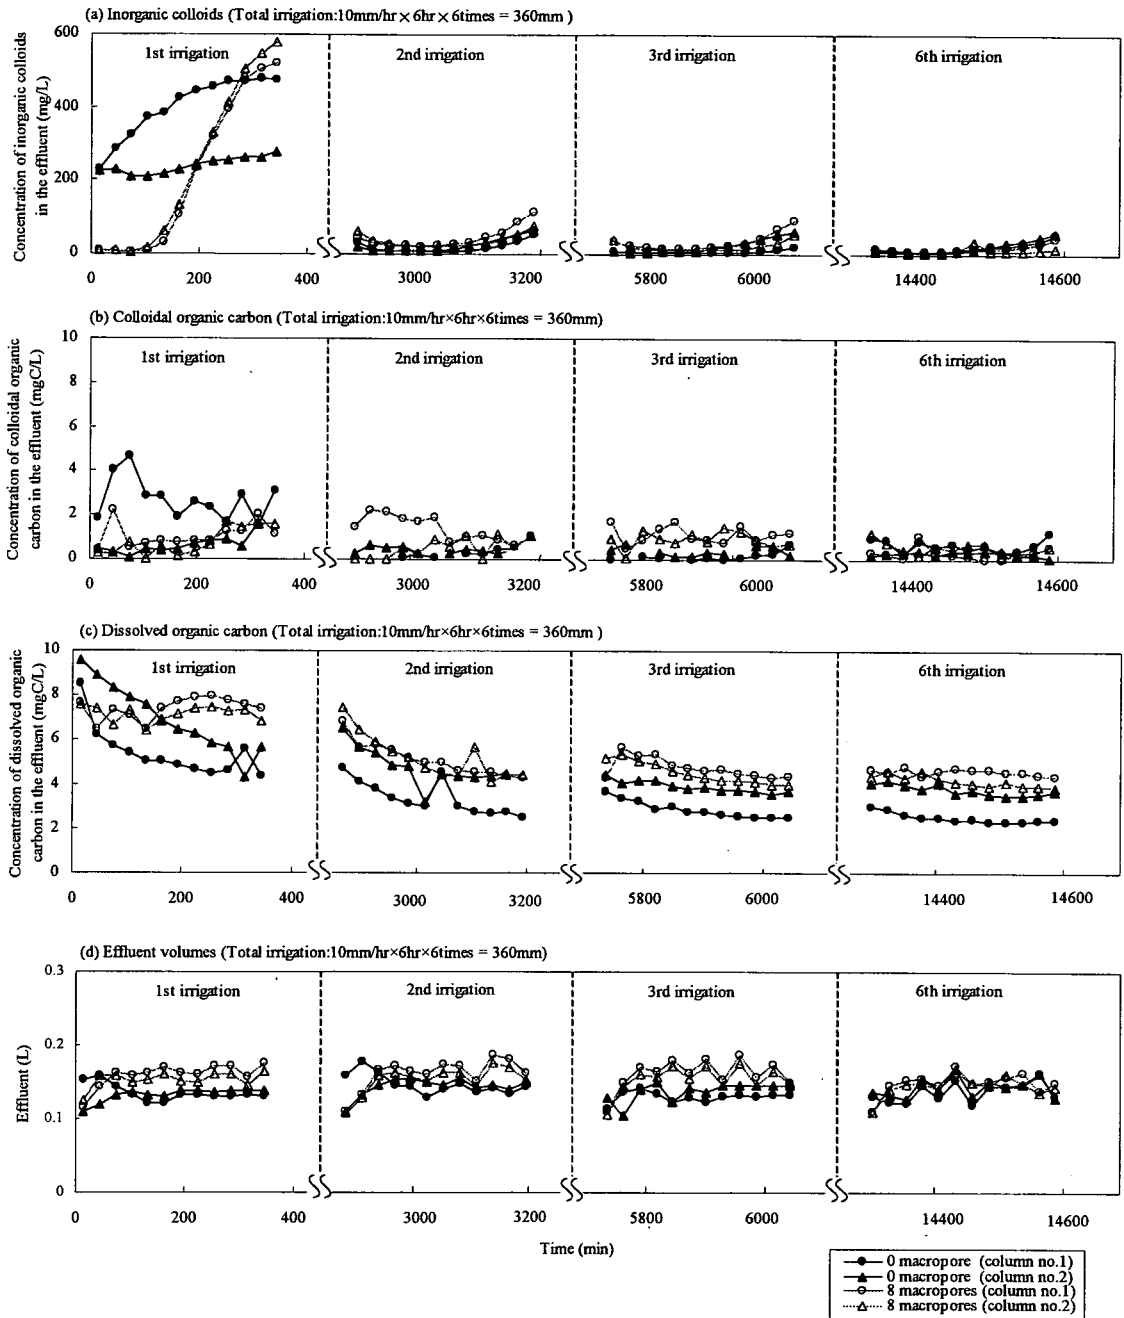 (a) Inorganic colloids (Total irrigation:10mm/hr × 6hr × 6times = 360mm )
Concentration of inorganic colloids
in the effluent (mg/L)
600
400
200
0
1st irrigation
2nd irrigation
3rd irrigation
6th irrigation
0 200 400 3000 3200 5800 6000 14400 14600
(b) Colloidal organic carbon (Total irrigation:10mm/hr×6hr×6times = 360mm)
Concentration of colloidal organic
carbon in the effluent (mgC/L)
10
8
6
4
2
0
1st irrigation
2nd irrigation
3rd irrigation
6th irrigation
0 200 400 3000 3200 5800 6000 14400 14600
(c) Dissolved organic carbon (Total irrigation:10mm/hr×6hr×6times = 360mm )
Concentration of dissolved organic
carbon in the effluent (mgC/L)
10
8
6
4
2
0
1st irrigation
2nd irrigation
3rd irrigation
6th irrigation
0 200 400 3000 3200 5800 6000 14400 14600
(d) Effluent volumes (Total irrigation:10mm/hr×6hr×6times = 360mm)
Effluent (L)
0.3
0.2
0.1
0
1st irrigation
2nd irrigation
3rd irrigation
6th irrigation
0 200 400 3000 3200 5800 6000 14400 14600
Time (min)
0 macropore (column no.1)
0 macropore (column no.2)
8 macropores (column no.1)
8 macropores (column no.2)